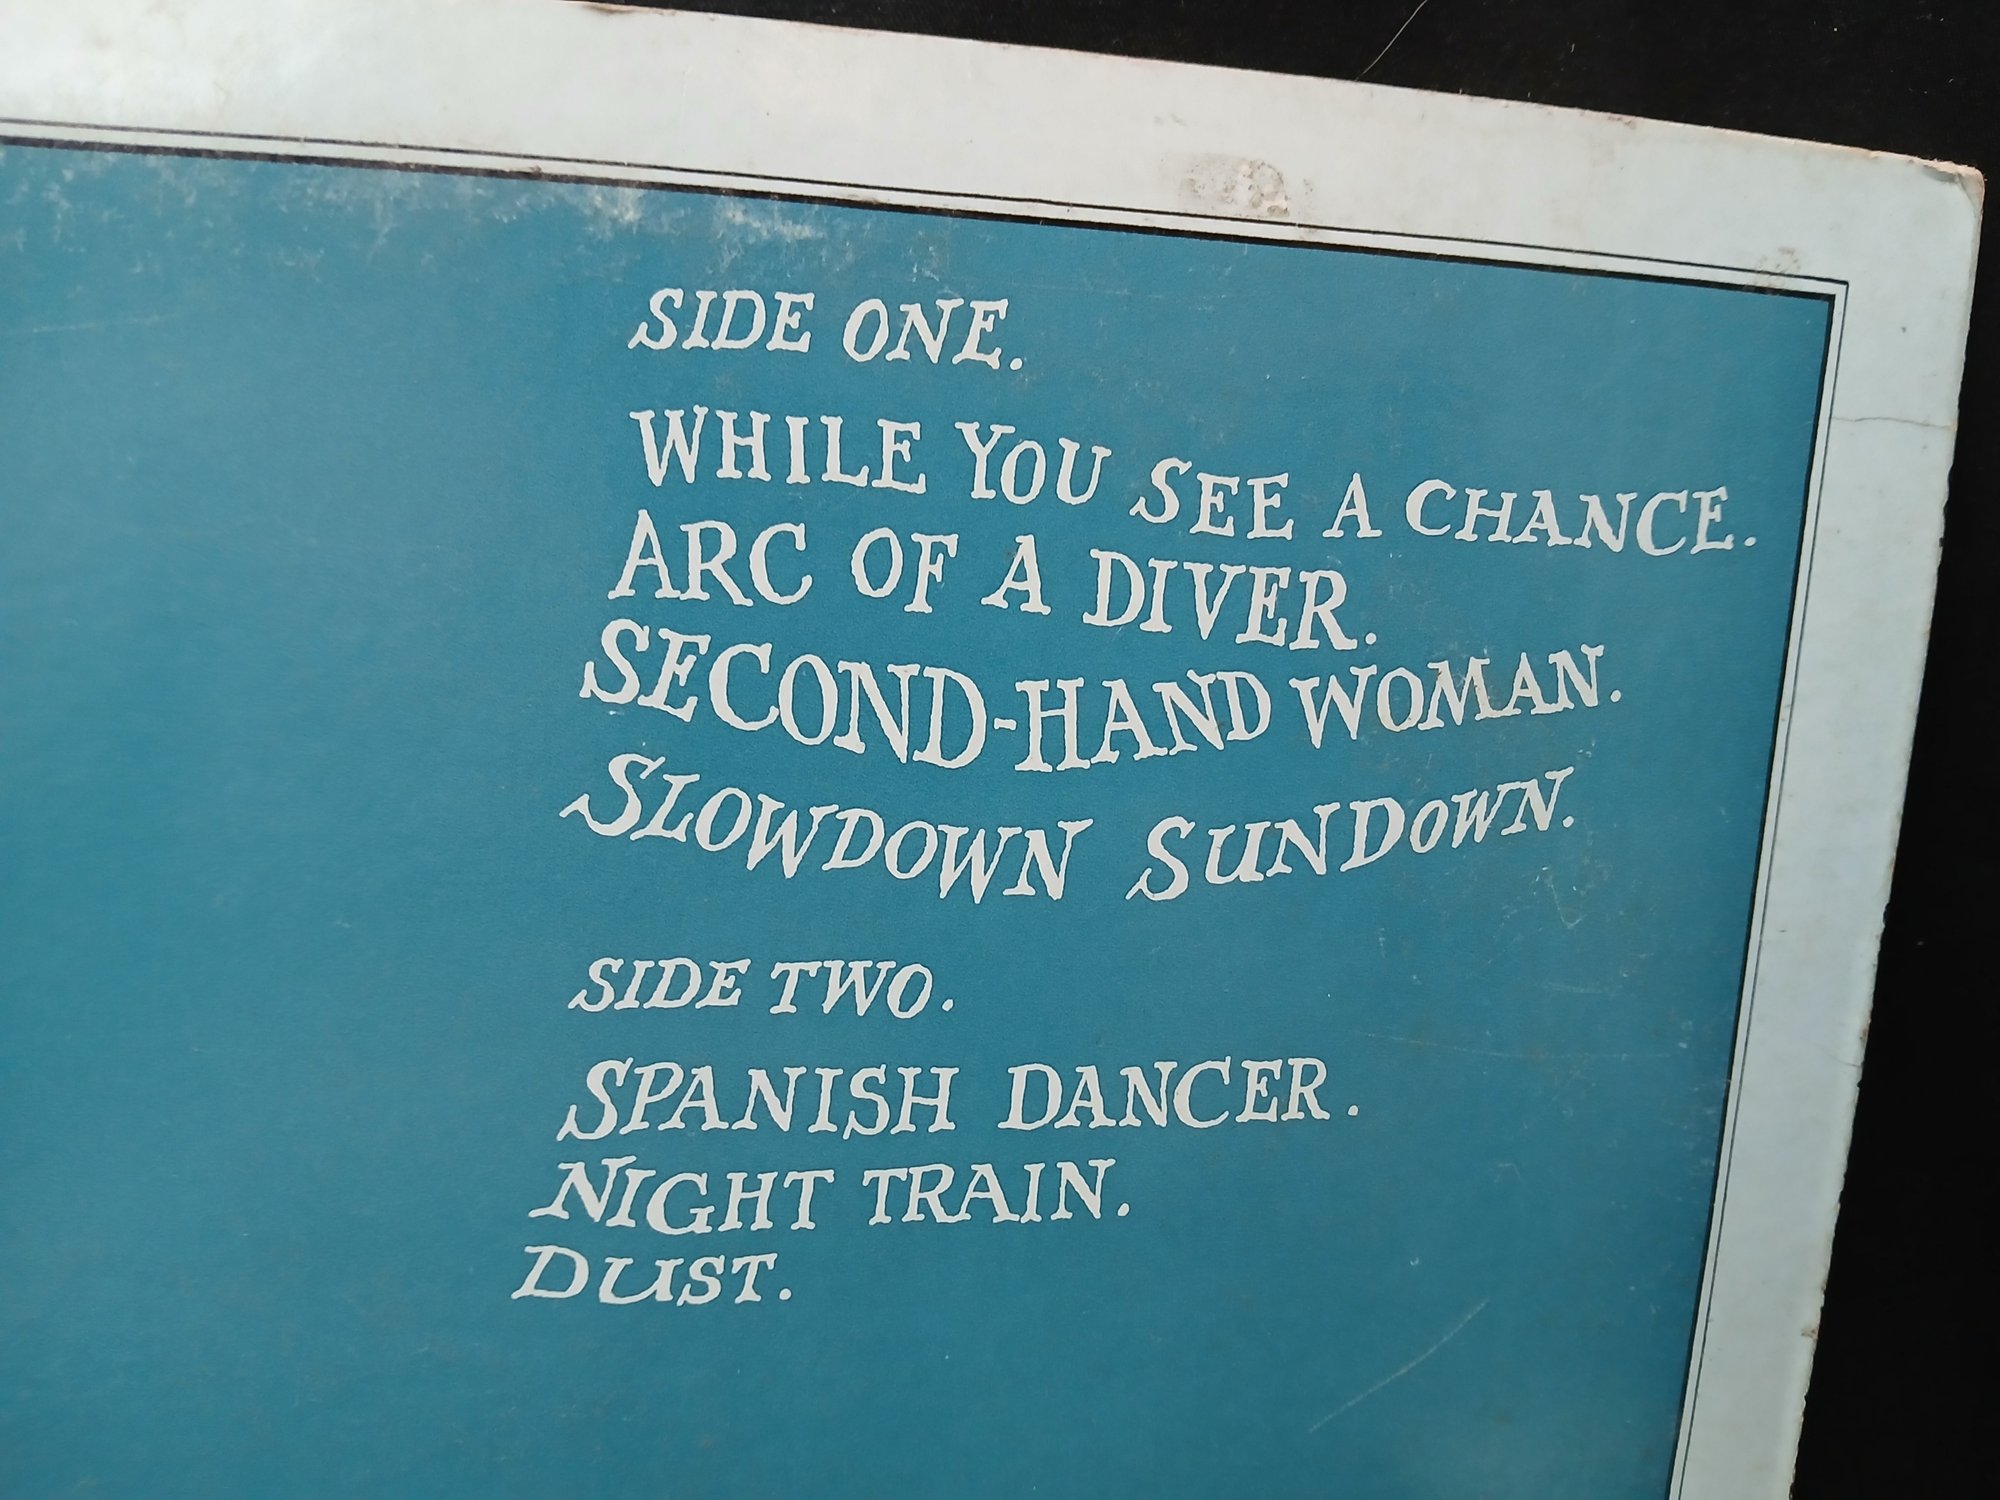 SIDE ONE.
WHILE YOU SEE A CHANCE.
ARC OF A DIVER.
SECOND-HAND WOMAN.
SLOWDOWN SUNDOWN.
SIDE TWO.
SPANISH DANCER.
NIGHT TRAIN.
DUST.